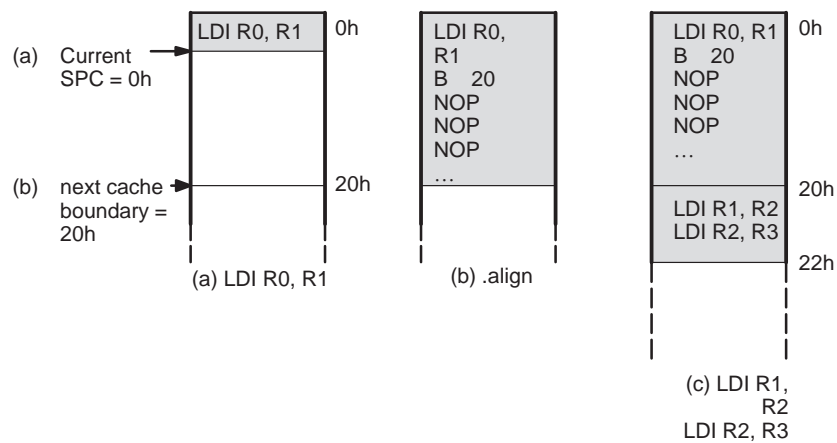 LDI R0, R1
0h
(a) Current
SPC = 0h
(b) next cache
boundary =
20h
20h
(a) LDI R0, R1
LDI R0,
R1
B 20
NOP
NOP
NOP
…
(b) .align
LDI R0, R1
B 20
NOP
NOP
NOP
…
0h
20h
LDI R1, R2
LDI R2, R3
22h
(c) LDI R1,
R2
LDI R2, R3